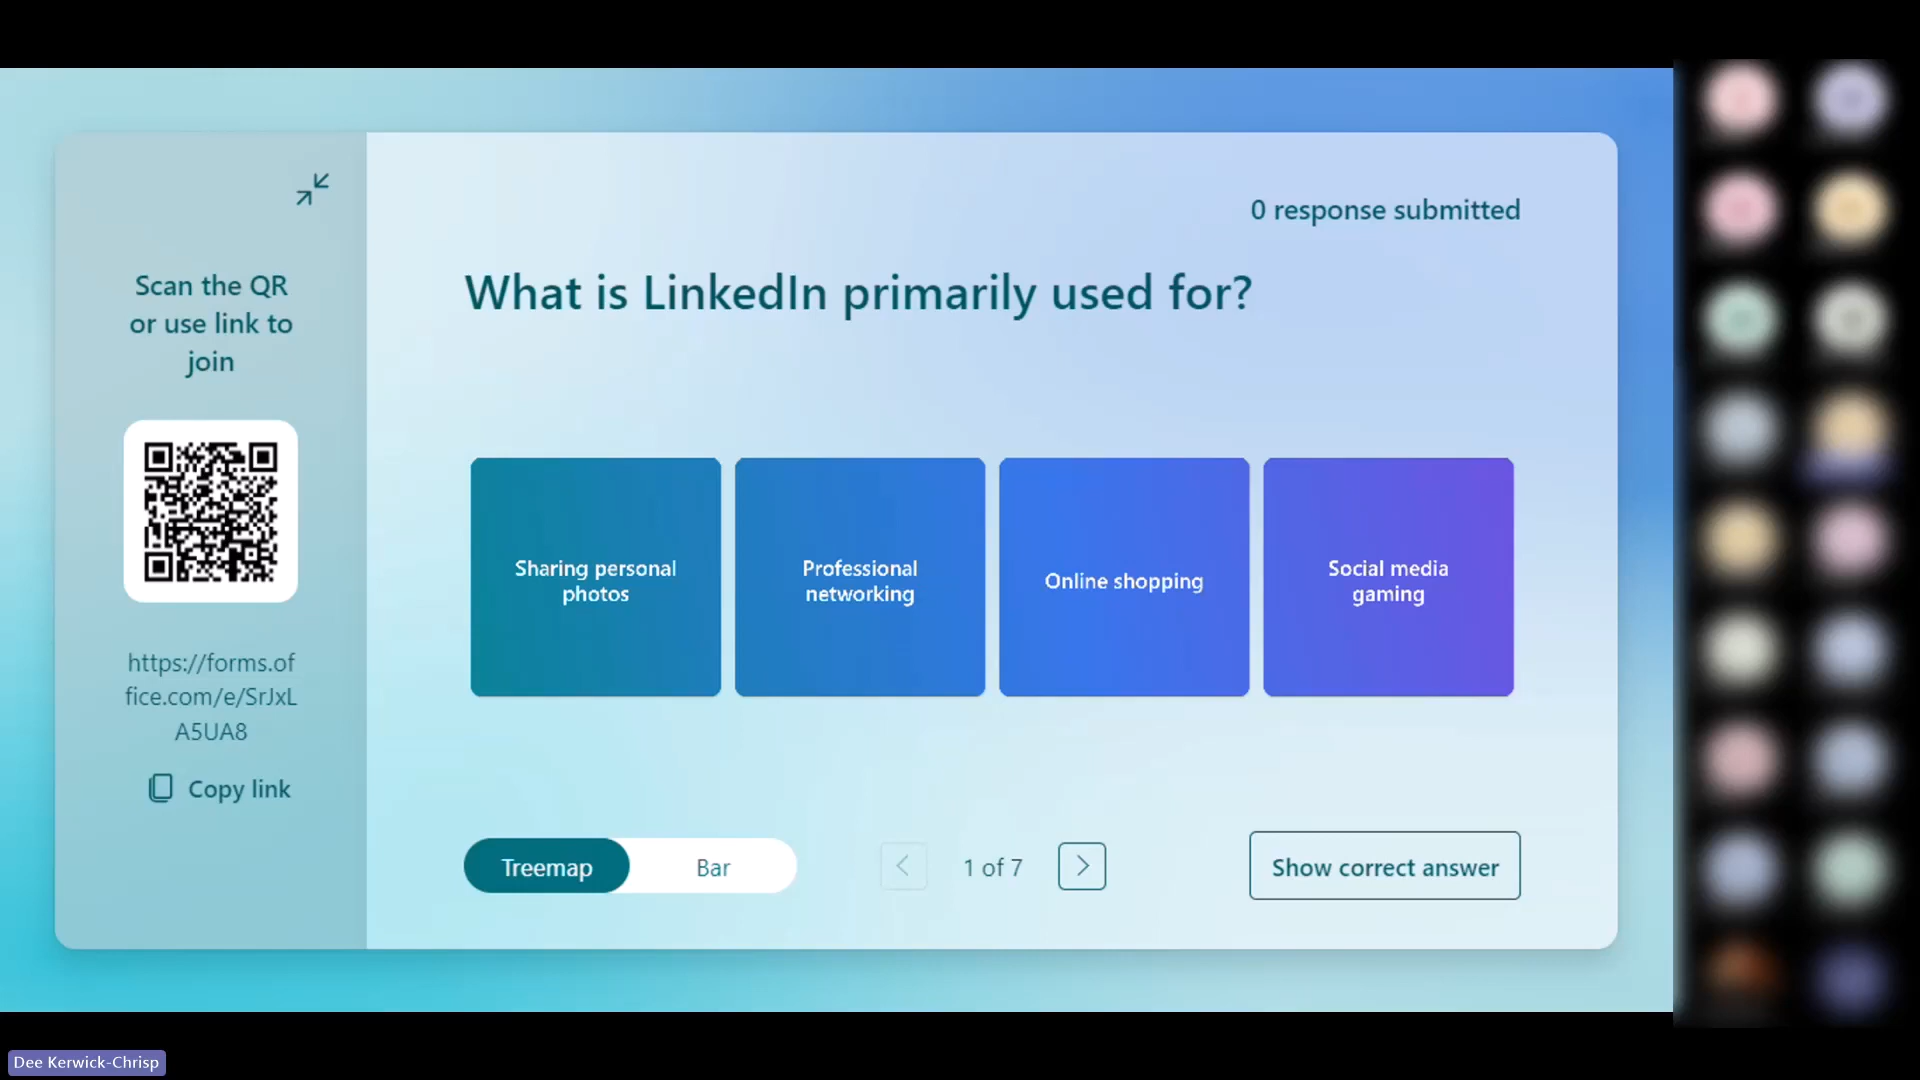 Scan the QR
or use link to
join
https://forms.of
fice.com/e/SrJxL
A5UA8
Copy link
0 response submitted
What is LinkedIn primarily used for?
Sharing personal
photos
Professional
networking
Online shopping
Social media
gaming
Treemap
Bar
1 of 7
Show correct answer
Dee Kerwick-Chrisp